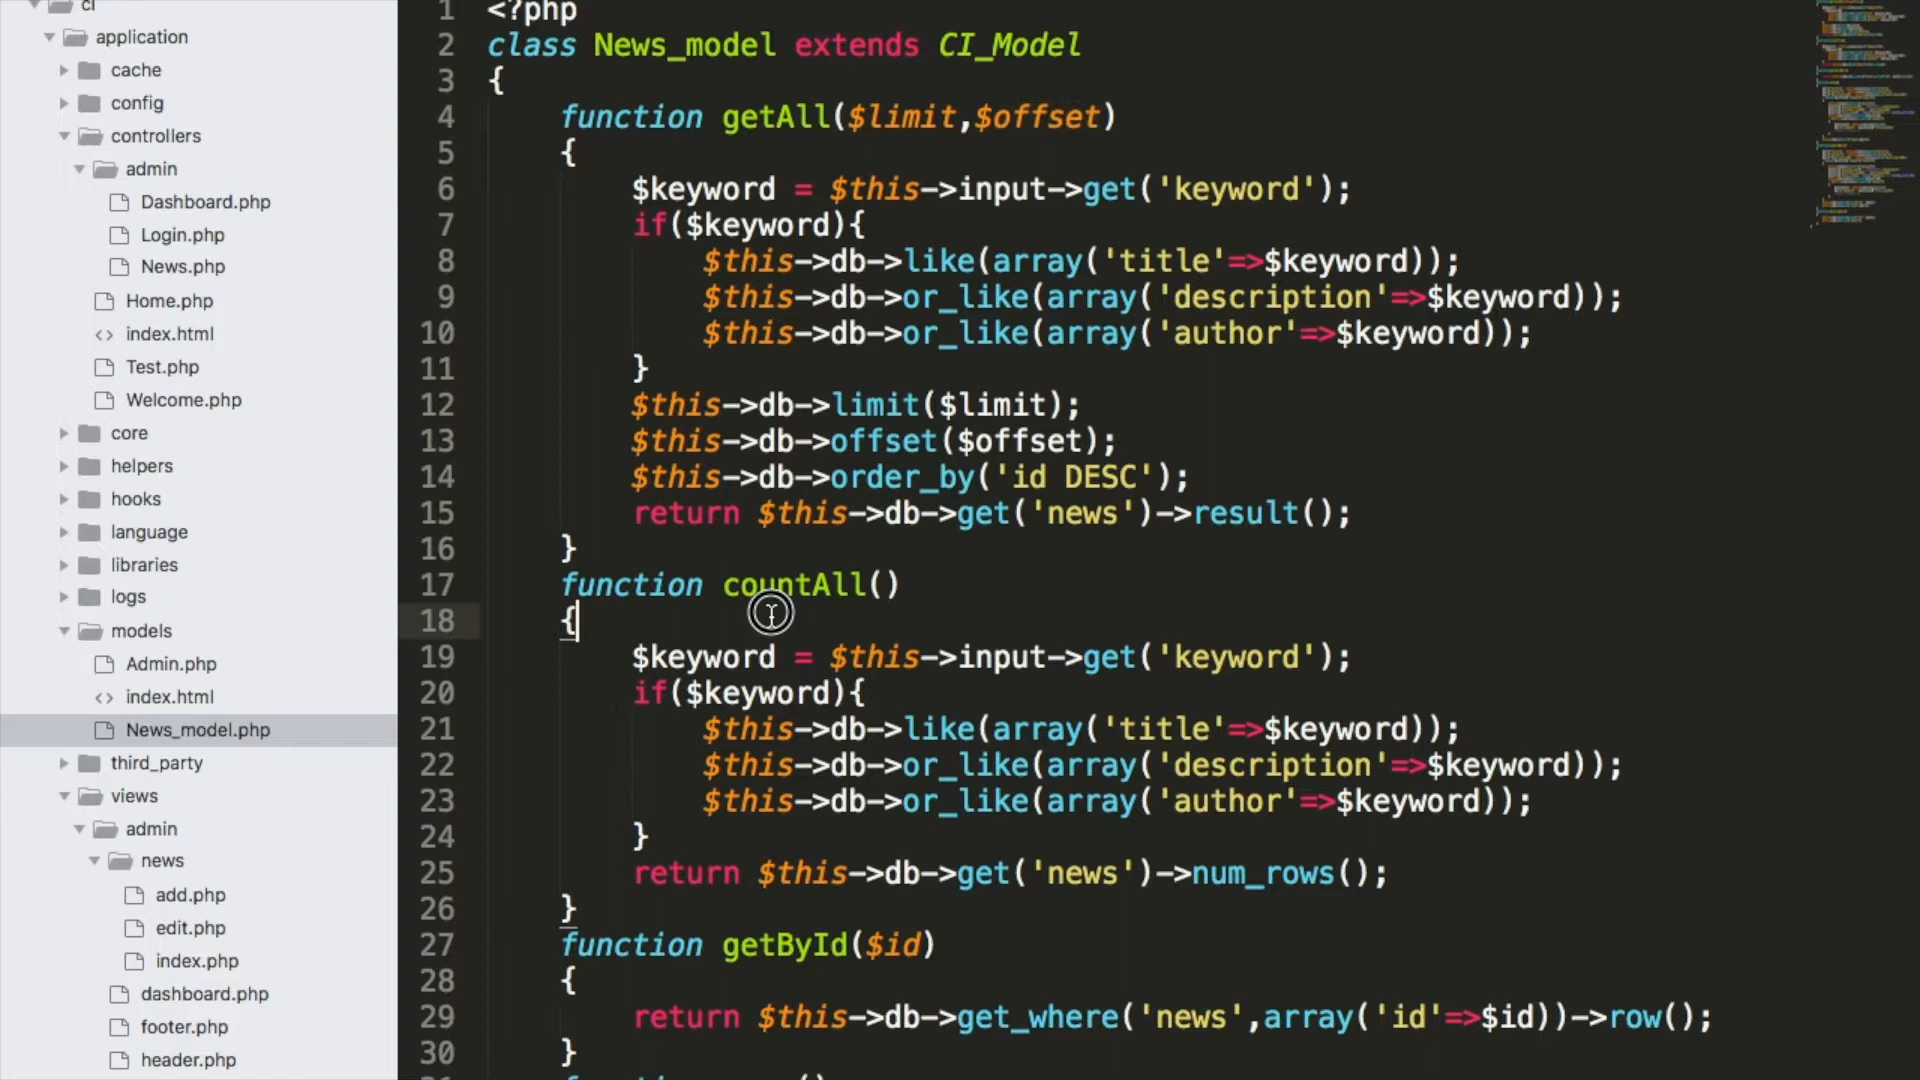 ci
application
cache
config
controllers
admin
Dashboard.php
Login.php
News.php
Home.php
<> index.html
Test.php
Welcome.php
core
helpers
hooks
language
libraries
logs
models
Admin.php
<> index.html
News_model.php
third_party
views
admin
news
add.php
edit.php
index.php
dashboard.php
footer.php
header.php
1 <?php
2 class News_model extends CI_Model
3 {
4     function getAll($limit,$offset)
5     {
6         $keyword = $this->input->get('keyword');
7         if($keyword){
8             $this->db->like(array('title'=>$keyword));
9             $this->db->or_like(array('description'=>$keyword));
10             $this->db->or_like(array('author'=>$keyword));
11         }
12         $this->db->limit($limit);
13         $this->db->offset($offset);
14         $this->db->order_by('id DESC');
15         return $this->db->get('news')->result();
16     }
17     function countAll()
18     {
19         $keyword = $this->input->get('keyword');
20         if($keyword){
21             $this->db->like(array('title'=>$keyword));
22             $this->db->or_like(array('description'=>$keyword));
23             $this->db->or_like(array('author'=>$keyword));
24         }
25         return $this->db->get('news')->num_rows();
26     }
27     function getById($id)
28     {
29         return $this->db->get_where('news',array('id'=>$id))->row();
30     }